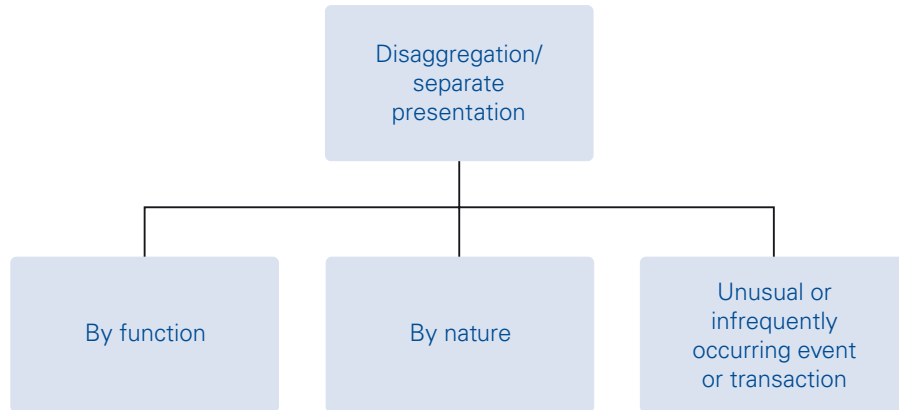 Disaggregation/
separate
presentation
By function
By nature
Unusual or
infrequently
occurring event
or transaction